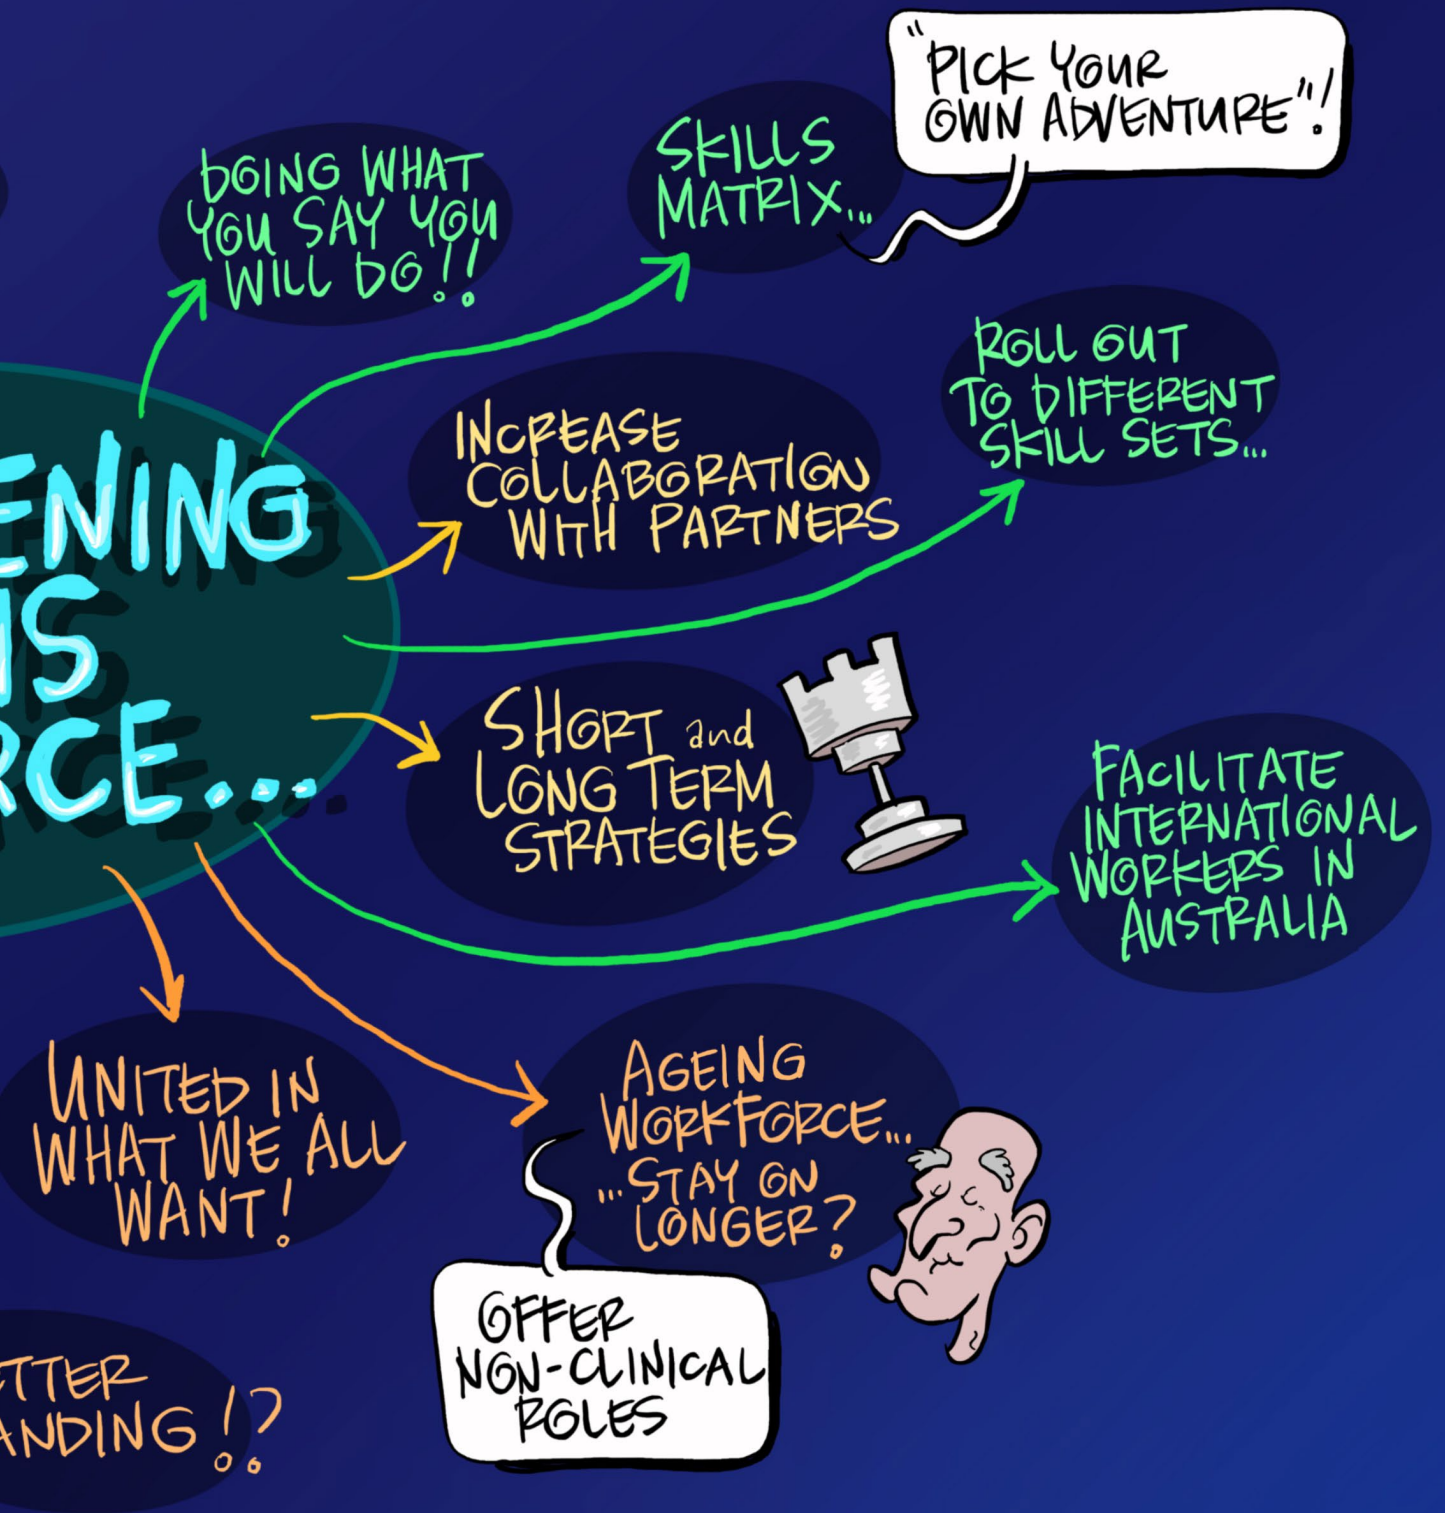 "PICK YOUR
OWN ADVENTURE"!
SKILLS
MATRIX...
DOING WHAT
YOU SAY YOU
WILL DO!!
ROLL OUT
TO DIFFERENT
SKILL SETS...
INCREASE
COLLABORATION
WITH PARTNERS
ENING
IS
RCE...
SHORT and
LONG TERM
STRATEGIES
FACILITATE
INTERNATIONAL
WORKERS IN
AUSTRALIA
UNITED IN
WHAT WE ALL
WANT!
AGEING
WORKFORCE...
...STAY ON
LONGER?
OFFER
NON-CLINICAL
ROLES
TTER
ANDING!?